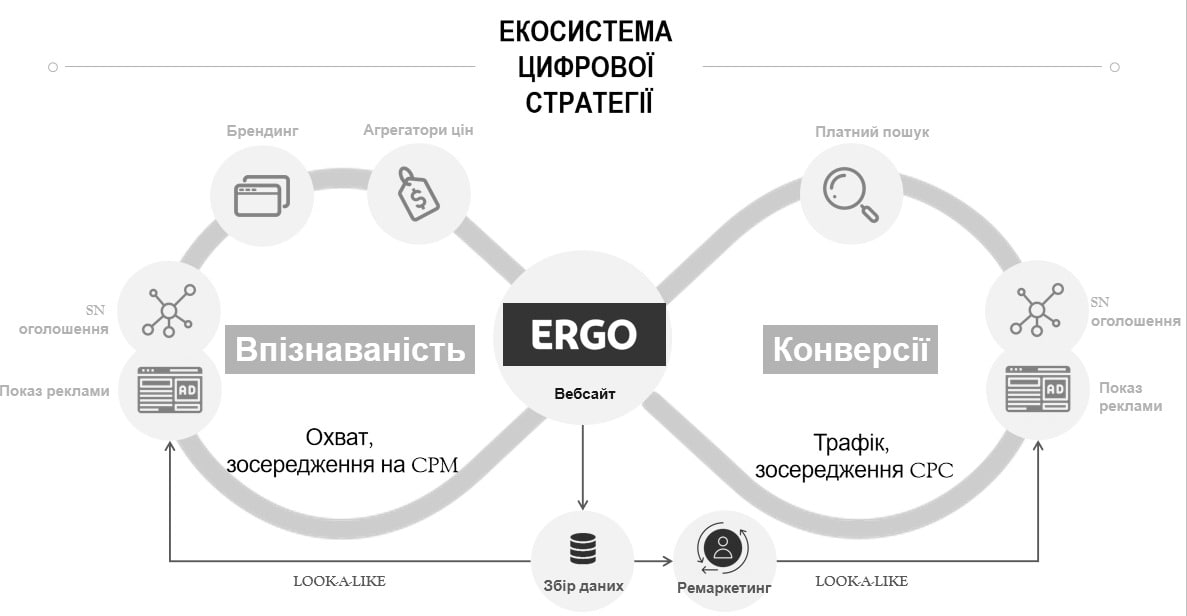 ЕКОСИСТЕМА
ЦИФРОВОЇ
СТРАТЕГІЇ
Брендинг
Агрегатори цін
Платний пошук
SN
оголошення
Показ реклами
Впізнаваність
Охват,
зосередження на CPM
ERGO
Вебсайт
Конверсії
Трафік,
зосередження CPC
SN
оголошення
Показ
реклами
AD
AD
Збір даних
Ремаркетинг
LOOK-A-LIKE
LOOK-A-LIKE